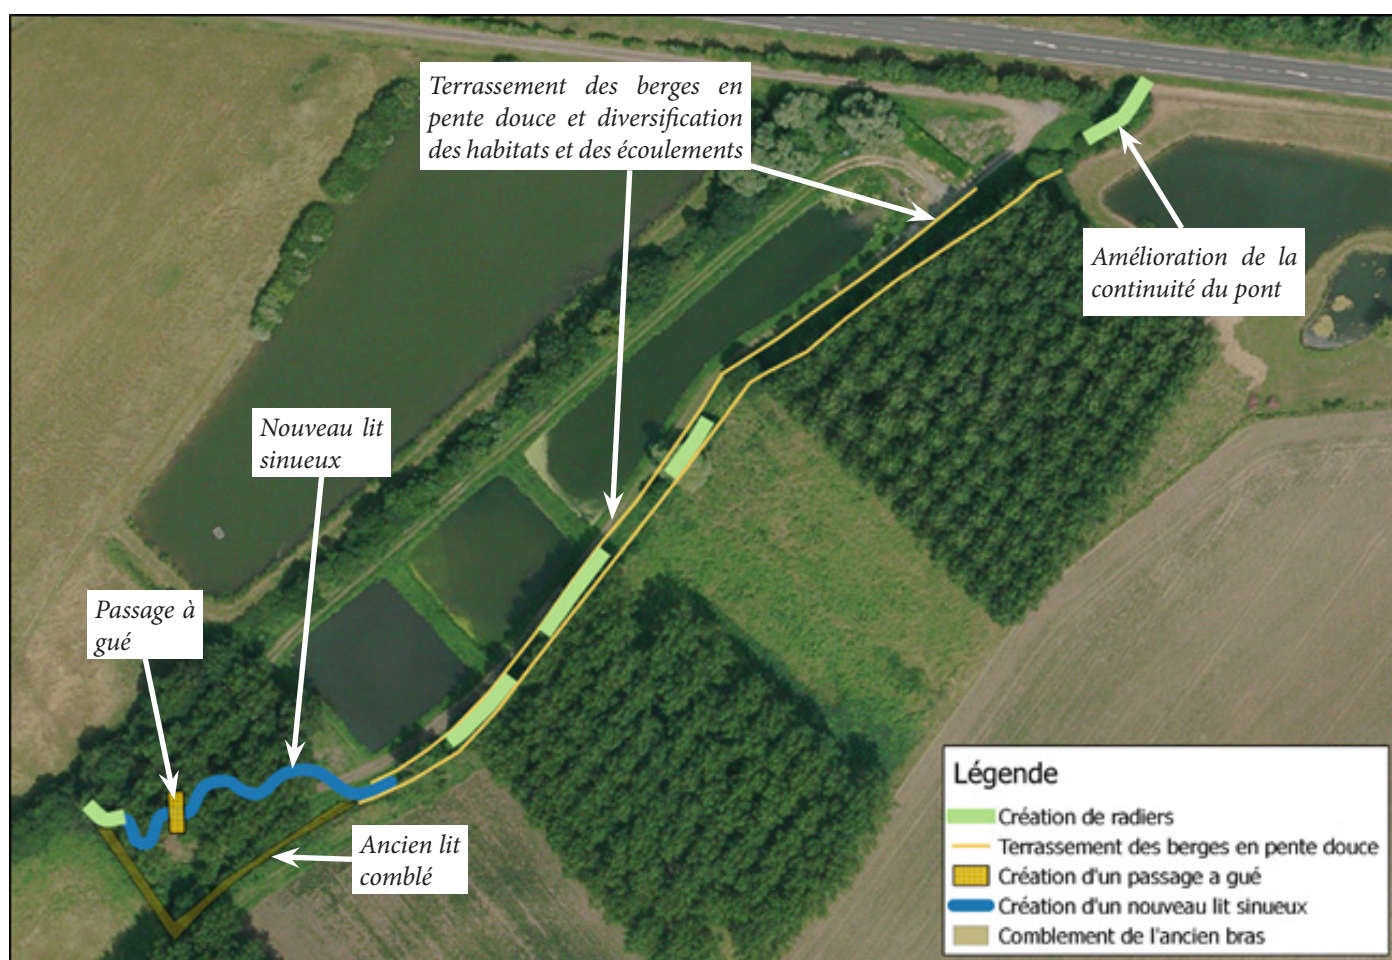 Terrassement des berges en
pente douce et diversification
des habitats et des écoulements
Amélioration de la
continuité du pont
Nouveau lit
sinueux
Passage à
gué
Ancien lit
comblé
Légende
Création de radiers
Terrassement des berges en pente douce
Création d'un passage a gué
Création d'un nouveau lit sinueux
Comblement de l'ancien bras